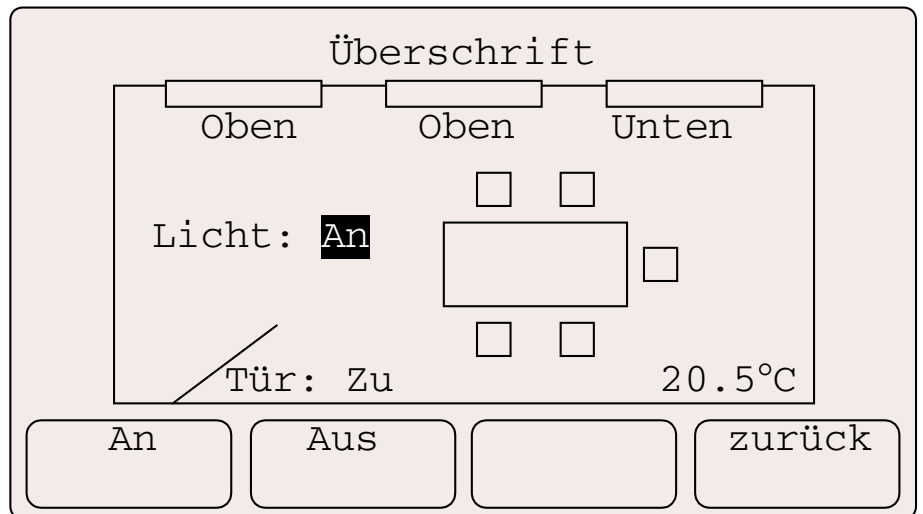 Überschrift
Oben Oben Unten
Licht: An
Tür: Zu 20.5°C
An Aus zurück